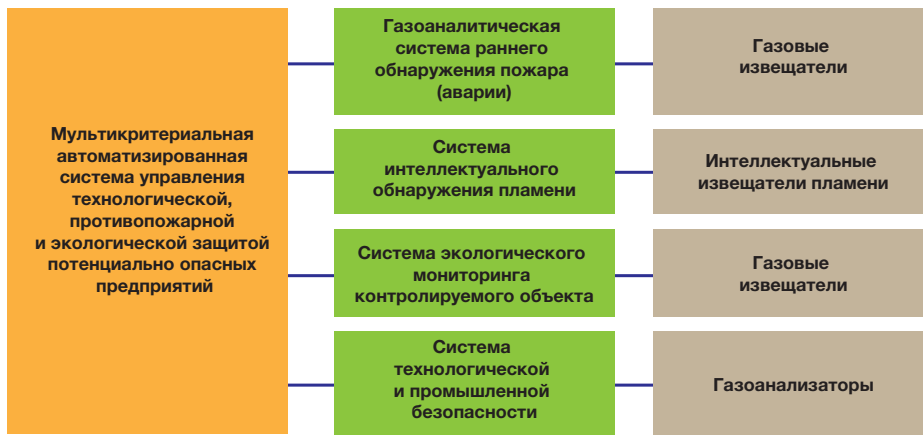 Мультикритериальная
автоматизированная
система управления
технологической,
противопожарной
и экологической защитой
потенциально опасных
предприятий
Газоаналитическая
система раннего
обнаружения пожара
(аварии)
Газовые
извещатели
Система
интеллектуального
обнаружения пламени
Интеллектуальные
извещатели пламени
Система экологического
мониторинга
контролируемого объекта
Газовые
извещатели
Система
технологической
и промышленной
безопасности
Газоанализаторы